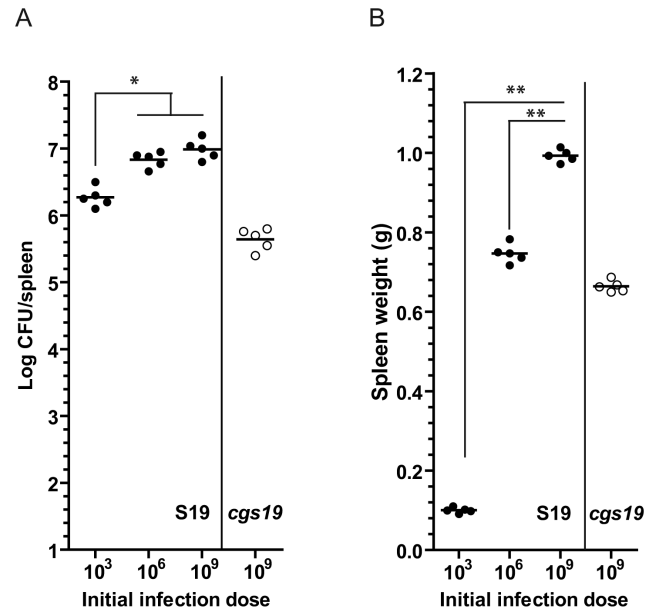 A
*
8
7
6
5
4
3
2
1
Log CFU/spleen
S19
cgs19
10³
10⁶
10⁹
10⁹
Initial infection dose
B
**
**
1.2
1.0
0.8
0.6
0.4
0.2
0.0
Spleen weight (g)
S19
cgs19
10³
10⁶
10⁹
10⁹
Initial infection dose